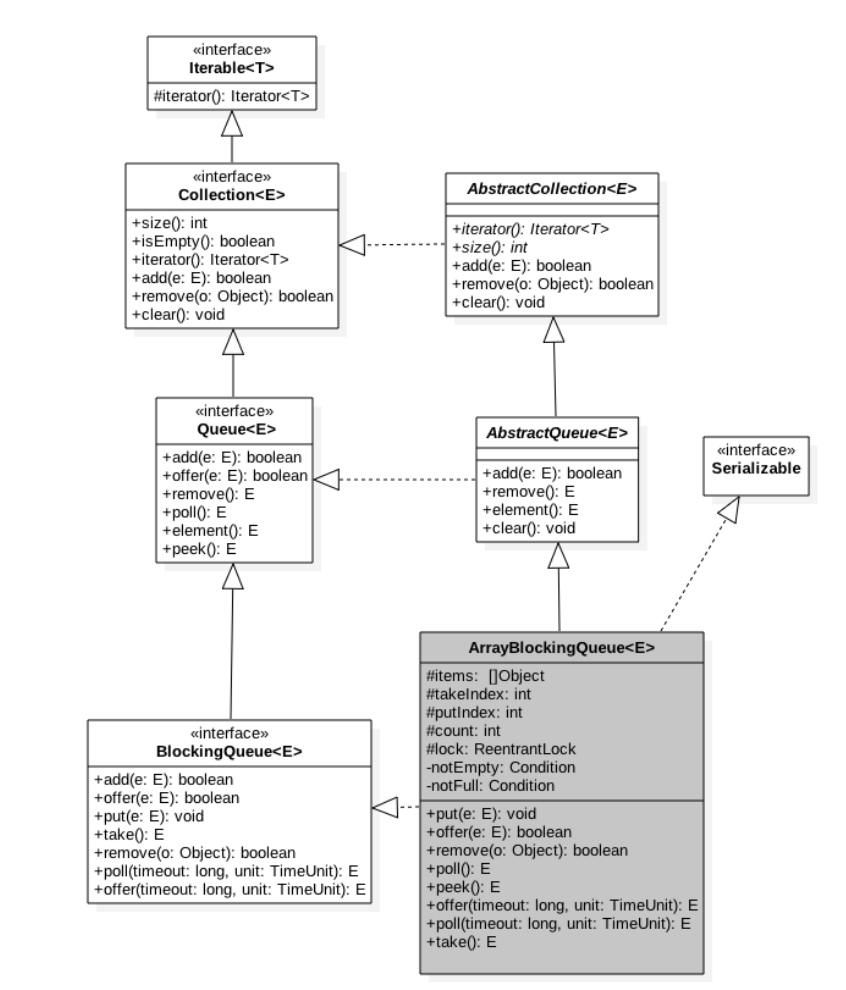 «interface»
Iterable<T>
#iterator(): Iterator<T>
«interface»
Collection<E>
+size(): int
+isEmpty(): boolean
+iterator(): Iterator<T>
+add(e: E): boolean
+remove(o: Object): boolean
+clear(): void
AbstractCollection<E>
+iterator(): Iterator<T>
+size(): int
+add(e: E): boolean
+remove(o: Object): boolean
+clear(): void
«interface»
Queue<E>
+add(e: E): boolean
+offer(e: E): boolean
+remove(): E
+poll(): E
+element(): E
+peek(): E
AbstractQueue<E>
+add(e: E): boolean
+remove(): E
+element(): E
+clear(): void
«interface»
Serializable
«interface»
BlockingQueue<E>
+add(e: E): boolean
+offer(e: E): boolean
+put(e: E): void
+take(): E
+remove(o: Object): boolean
+poll(timeout: long, unit: TimeUnit): E
+offer(timeout: long, unit: TimeUnit): E
ArrayBlockingQueue<E>
#items:  []Object
#takeIndex: int
#putIndex: int
#count: int
#lock: ReentrantLock
-notEmpty: Condition
-notFull: Condition
+put(e: E): void
+offer(e: E): boolean
+remove(o: Object): boolean
+poll(): E
+peek(): E
+offer(timeout: long, unit: TimeUnit): E
+poll(timeout: long, unit: TimeUnit): E
+take(): E